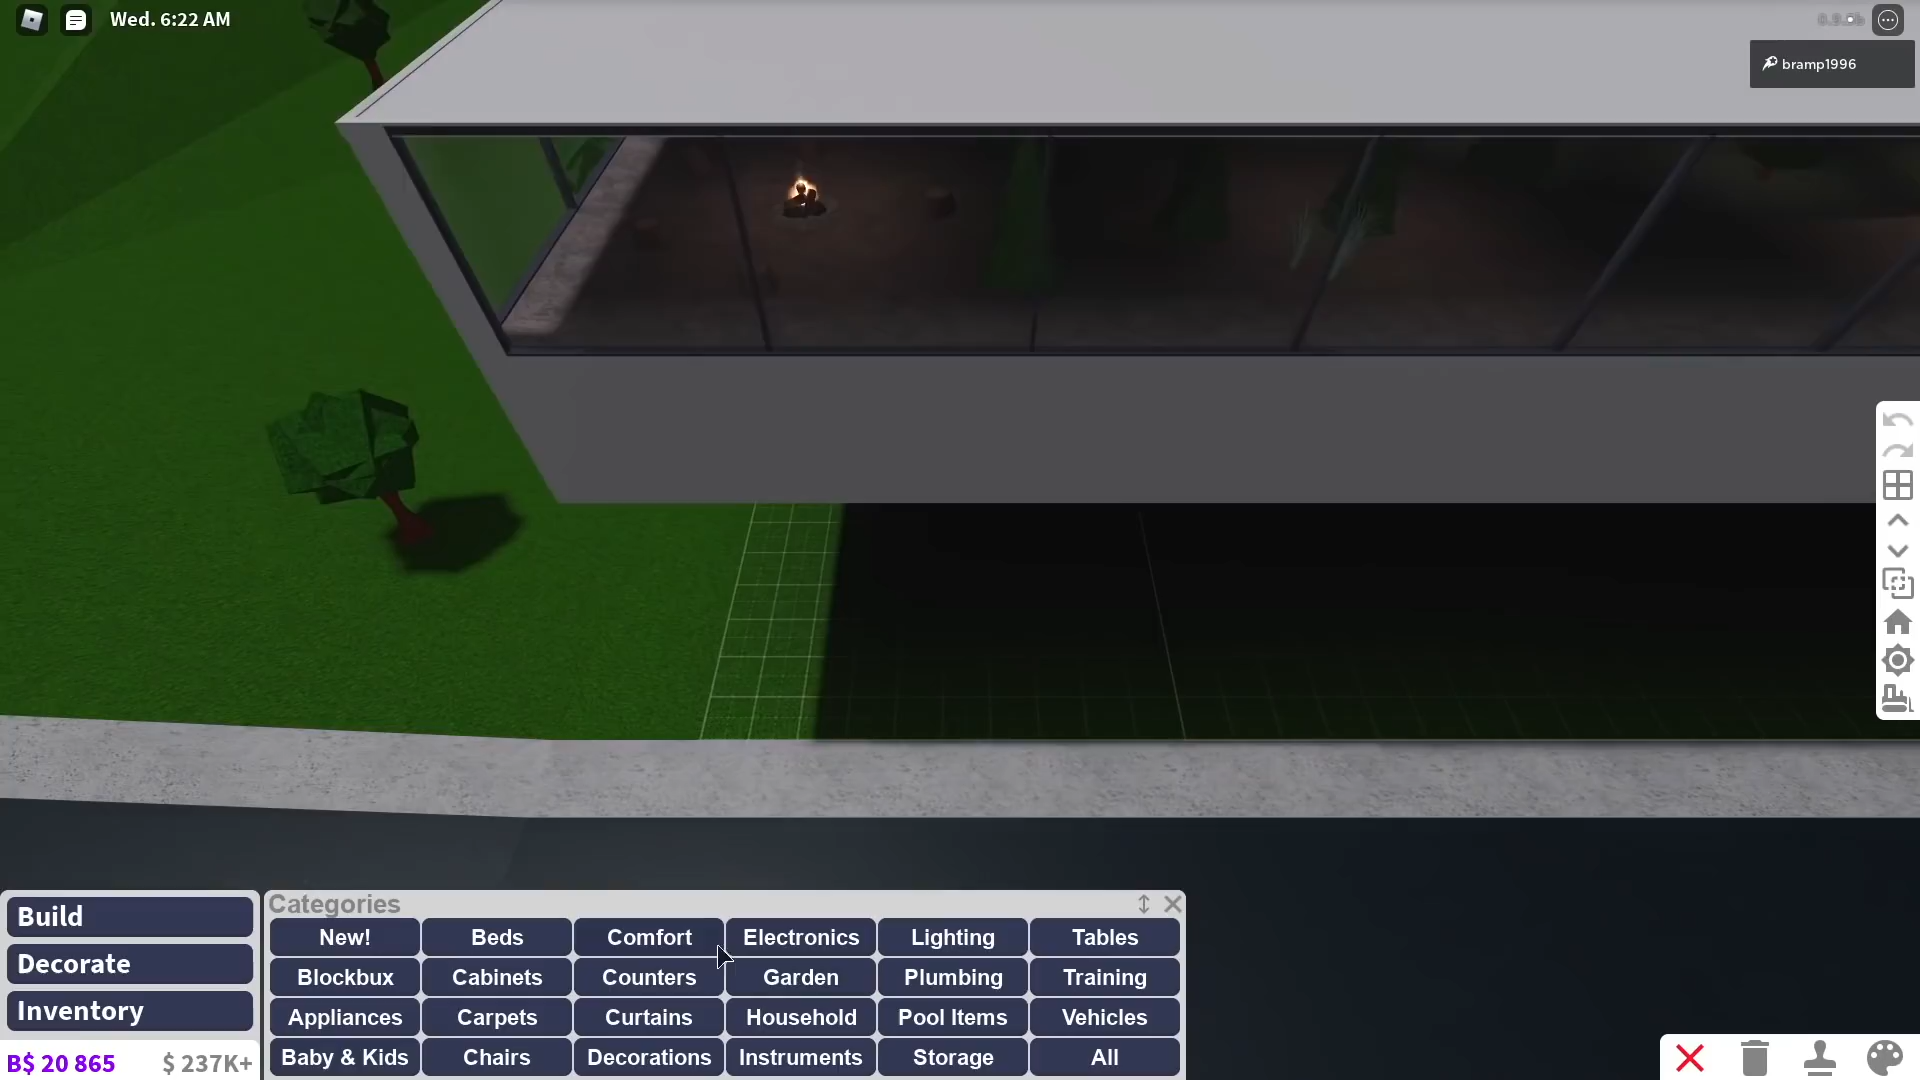 Wed. 6:22 AM
bramp1996
Build
Decorate
Inventory
B$ 20 865
$ 237K+
Categories
New!
Beds
Comfort
Electronics
Lighting
Tables
Blockbux
Cabinets
Counters
Garden
Plumbing
Training
Appliances
Carpets
Curtains
Household
Pool Items
Vehicles
Baby & Kids
Chairs
Decorations
Instruments
Storage
All